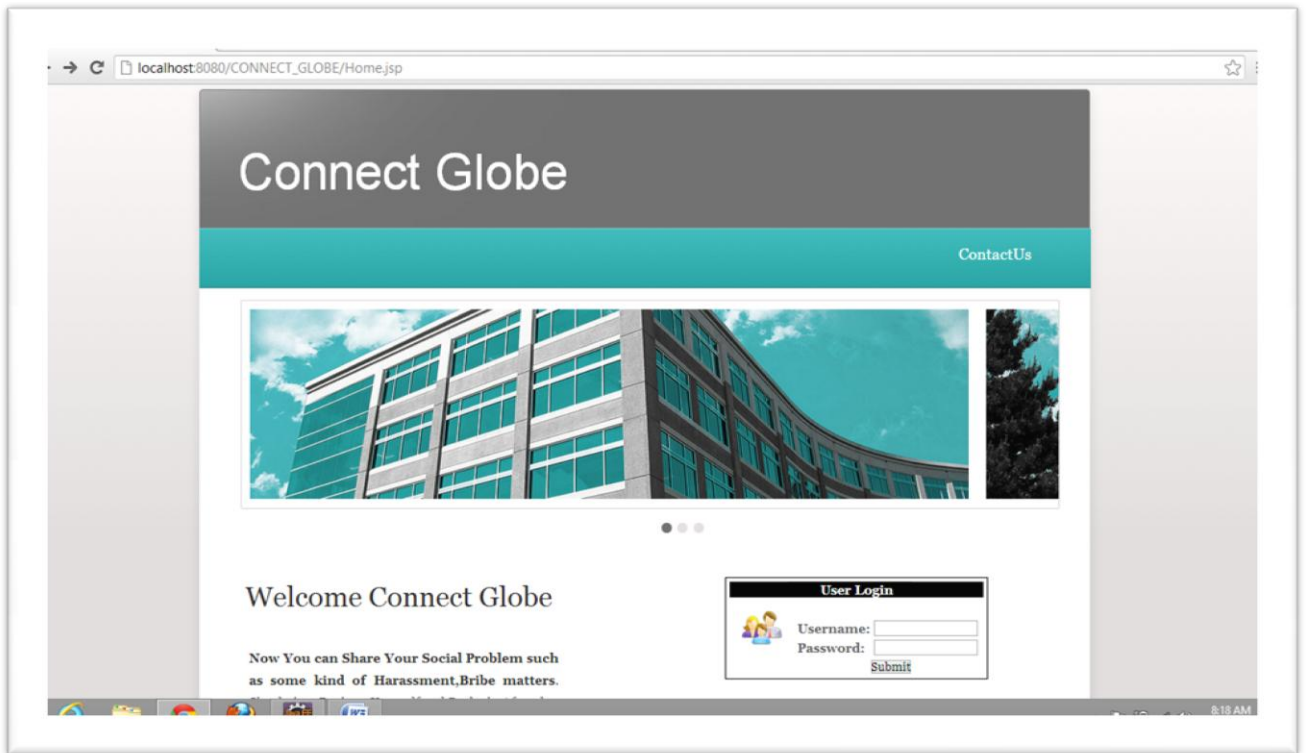 localhost:8080/CONNECT_GLOBE/Home.jsp
Connect Globe
ContactUs
Welcome Connect Globe
Now You can Share Your Social Problem such
as some kind of Harassment,Bribe matters.
User Login
Username:
Password:
Submit
8:18 AM